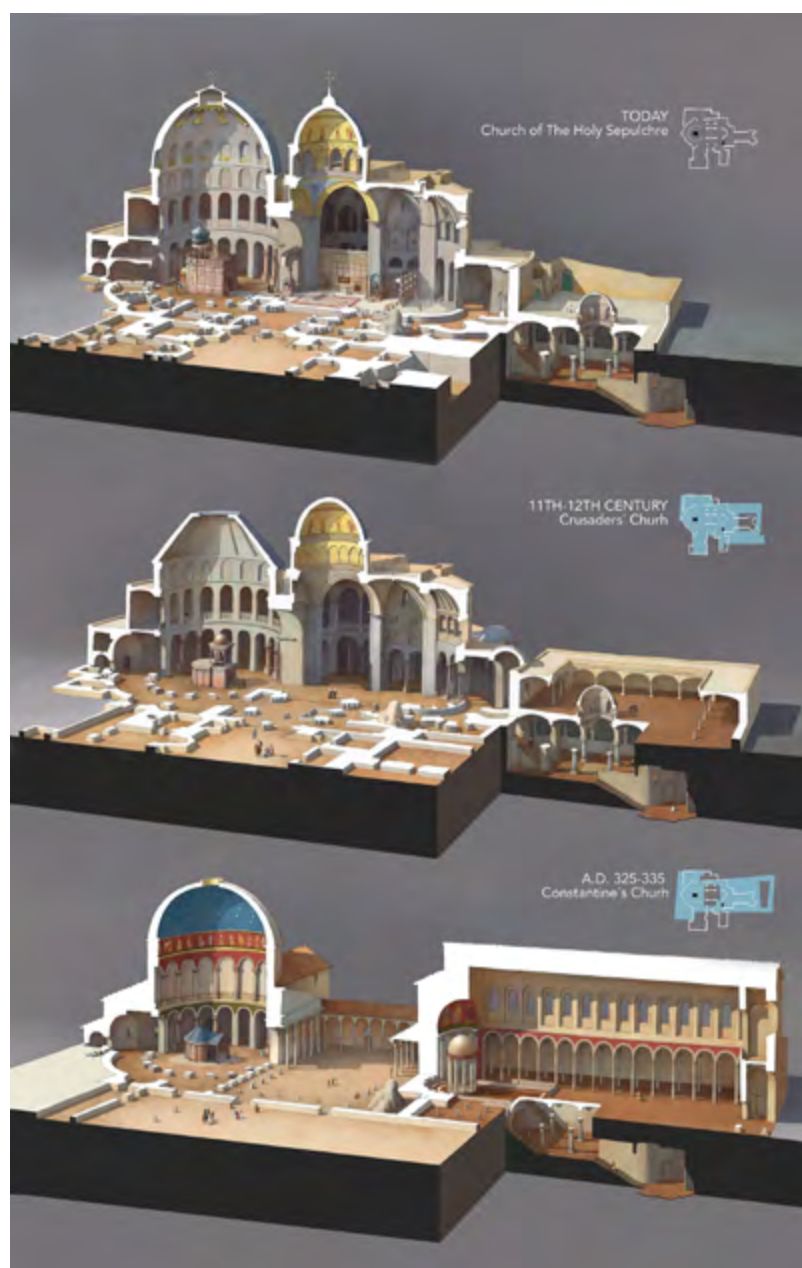 TODAY
Church of The Holy Sepulchre
11TH-12TH CENTURY
Crusaders' Churh
A.D. 325-335
Constantine's Churh